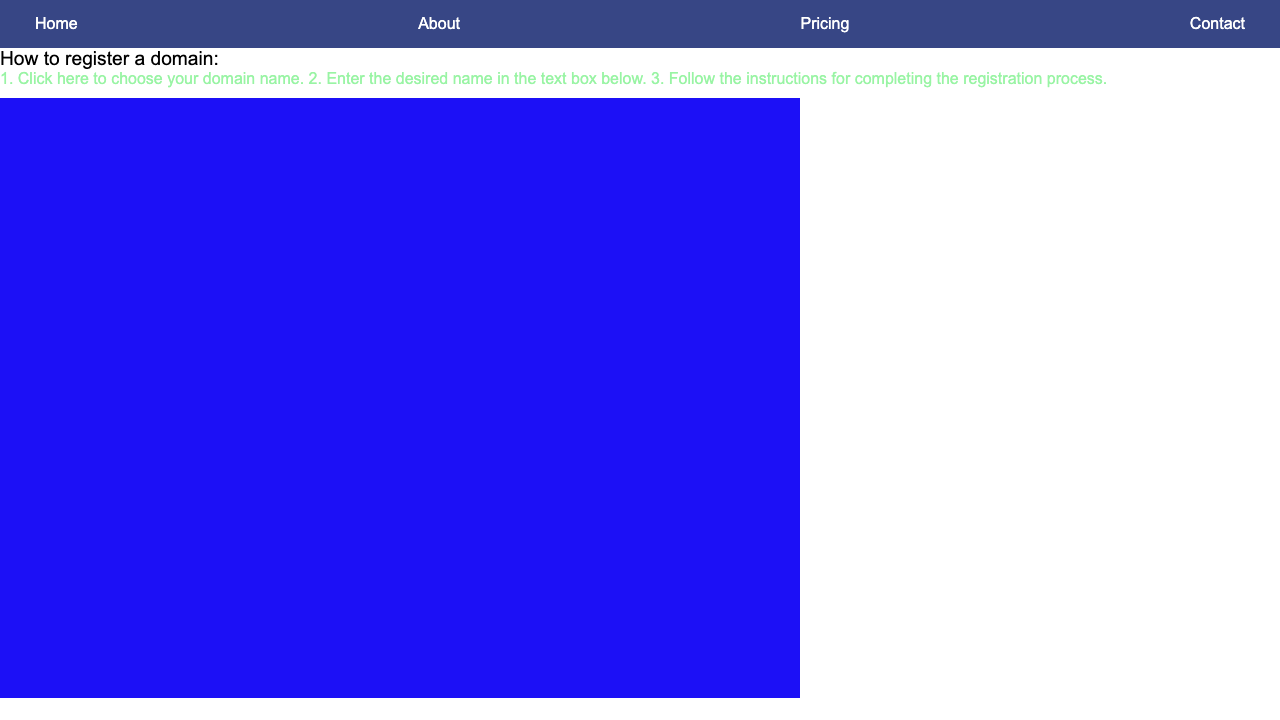 Home About Pricing Contact
How to register a domain:
1. Click here to choose your domain name. 2. Enter the desired name in the text box below. 3. Follow the instructions for completing the registration process.